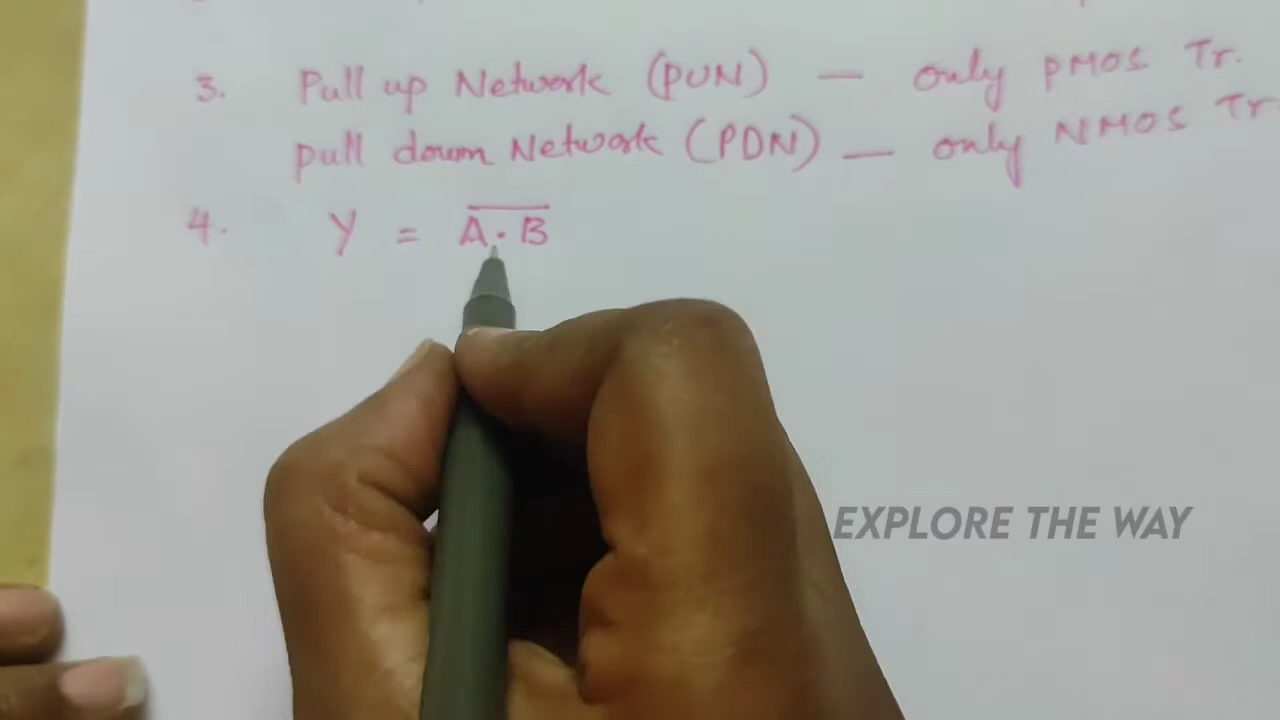 3. Pull up Network (PUN) — only PMOS Tr.
Pull down Network (PDN) — only NMOS Tr
4. Y = \overline{A·B}
EXPLORE THE WAY